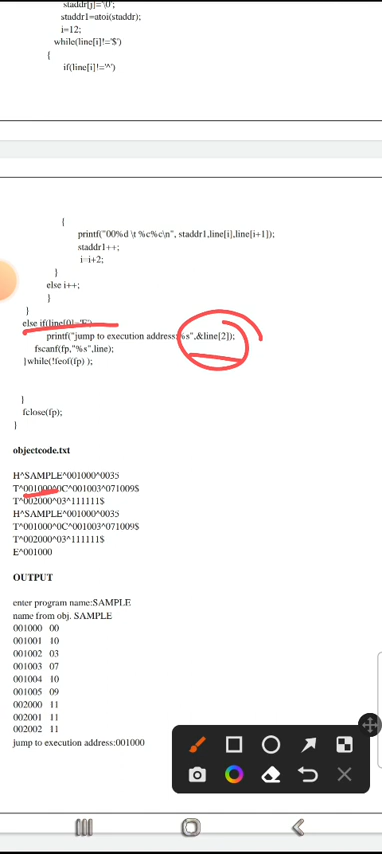 staddr[j]='\0';
staddr1=atoi(staddr);
i=12;
while(line[i]!='$')
{
if(line[i]!='^')
{
printf("00%d \t %c%c\n", staddr1,line[i],line[i+1]);
staddr1++;
i=i+2;
}
else i++;
}
}
else if(line[0]='E')
printf("jump to execution address:%s",&line[2]);
fscanf(fp,"%s",line);
}while(!feof(fp) );
}
fclose(fp);
}
objectcode.txt
H^SAMPLE^001000^0035
T^001000^0C^001003^071009$
T^002000^03^111111$
H^SAMPLE^001000^0035
T^001000^0C^001003^071009$
T^002000^03^111111$
E^001000
OUTPUT
enter program name:SAMPLE
name from obj. SAMPLE
001000 00
001001 10
001002 03
001003 07
001004 10
001005 09
002000 11
002001 11
002002 11
jump to execution address:001000